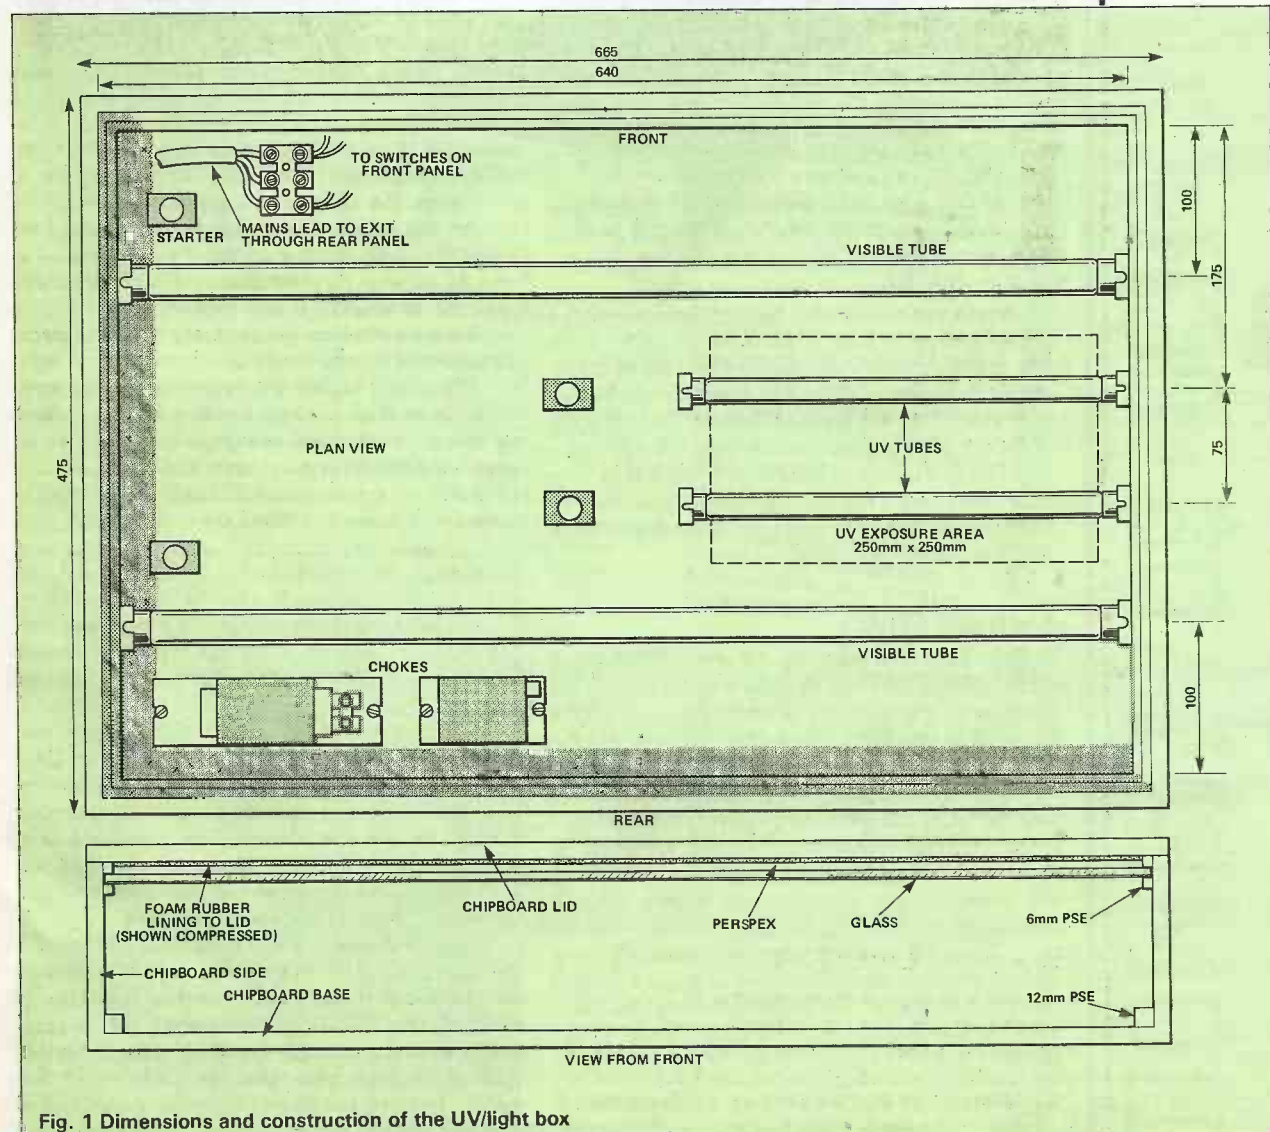 665
640
FRONT
TO SWITCHES ON
FRONT PANEL
STARTER
MAINS LEAD TO EXIT
THROUGH REAR PANEL
VISIBLE TUBE
100
175
475
PLAN VIEW
UV TUBES
75
UV EXPOSURE AREA
250mm x 250mm
VISIBLE TUBE
CHOKES
100
REAR
FOAM RUBBER
LINING TO LID
(SHOWN COMPRESSED)
CHIPBOARD LID
PERSPEX
GLASS
6mm PSE
CHIPBOARD SIDE
CHIPBOARD BASE
12mm PSE
VIEW FROM FRONT
Fig. 1 Dimensions and construction of the UV/light box